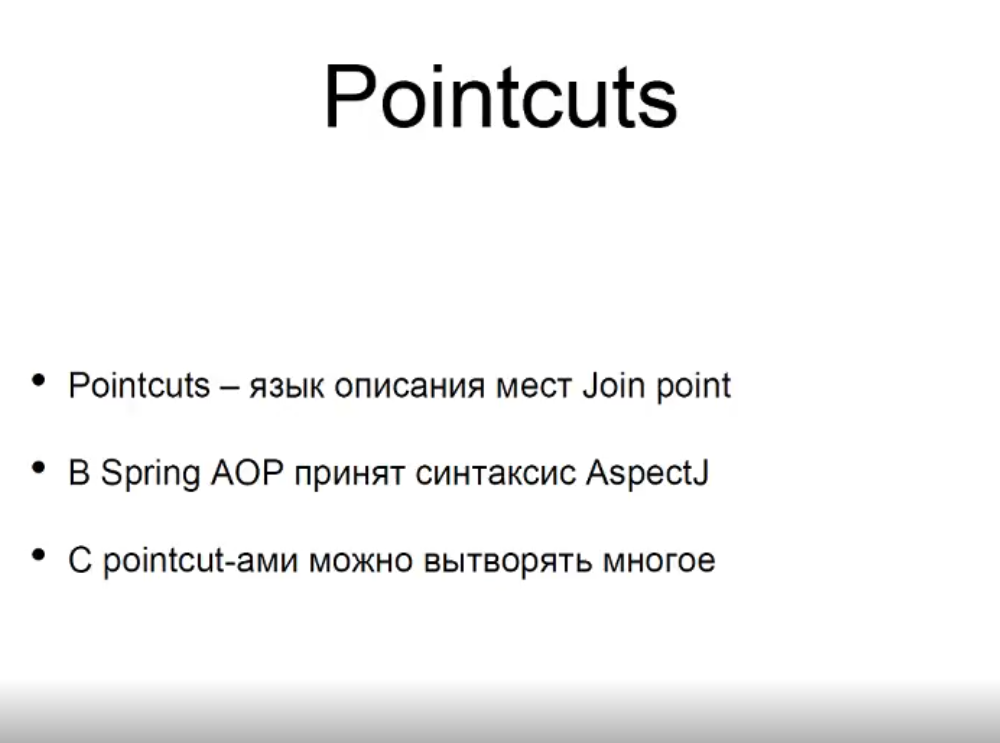 Pointcuts
• Pointcuts – язык описания мест Join point
• В Spring AOP принят синтаксис AspectJ
• С pointcut-ами можно вытворять многое